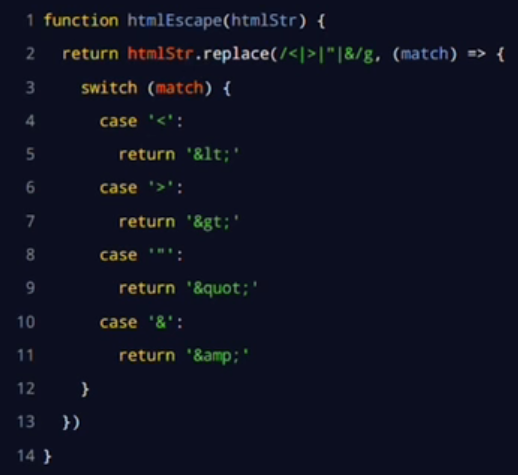 1 function htmlEscape(htmlStr) {
2 return htmlStr.replace(/<|>|"|&/g, (match) => {
3 switch (match) {
4 case '<':
5 return '&lt;'
6 case '>':
7 return '&gt;'
8 case '"':
9 return '&quot;'
10 case '&':
11 return '&amp;'
12 }
13 })
14 }